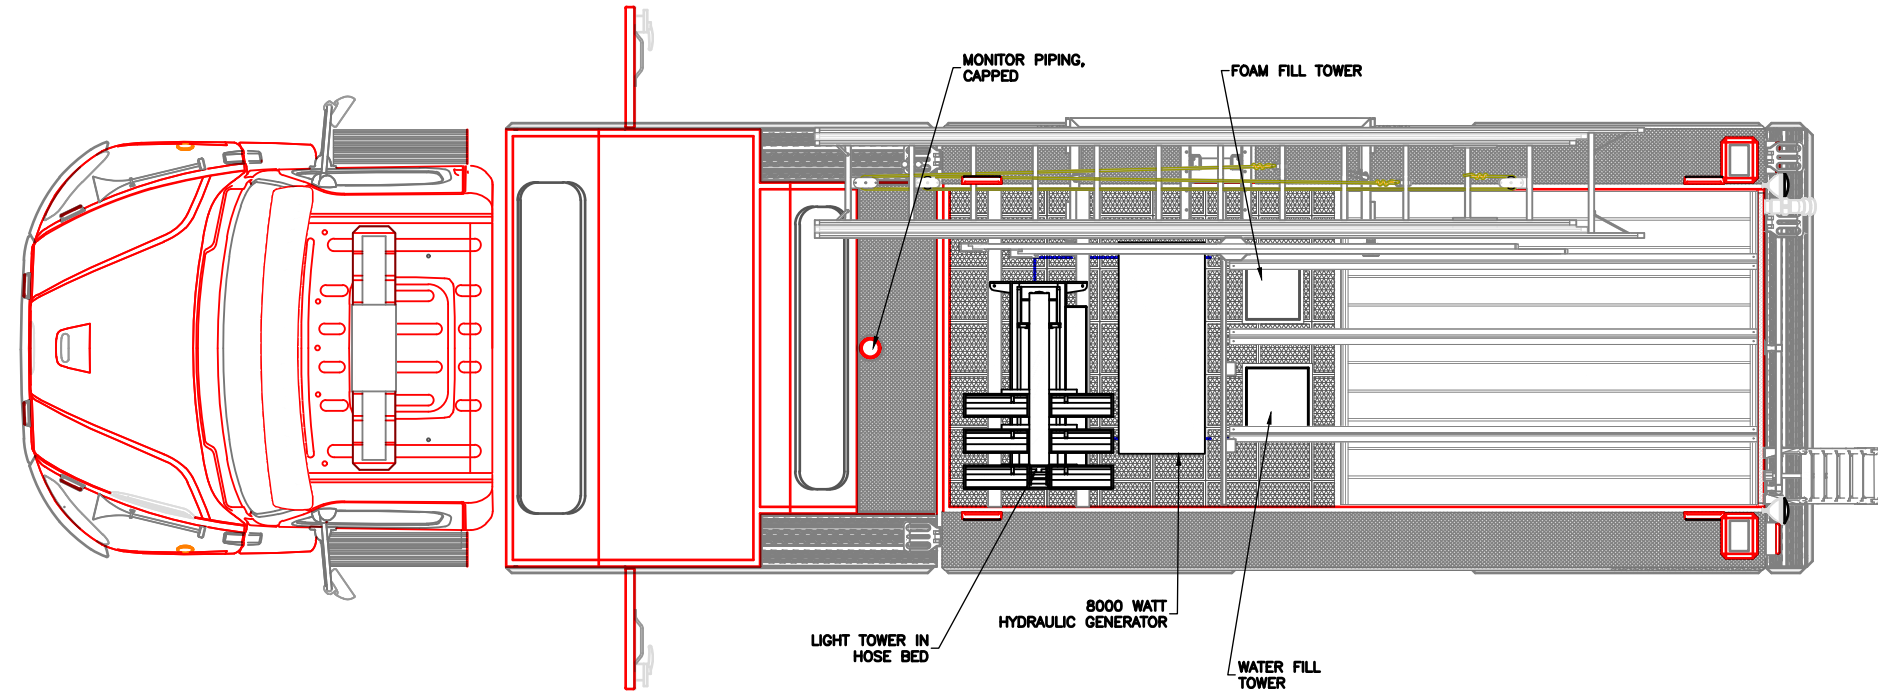 MONITOR PIPING,
CAPPED
FOAM FILL TOWER
8000 WATT
HYDRAULIC GENERATOR
LIGHT TOWER IN
HOSE BED
WATER FILL
TOWER